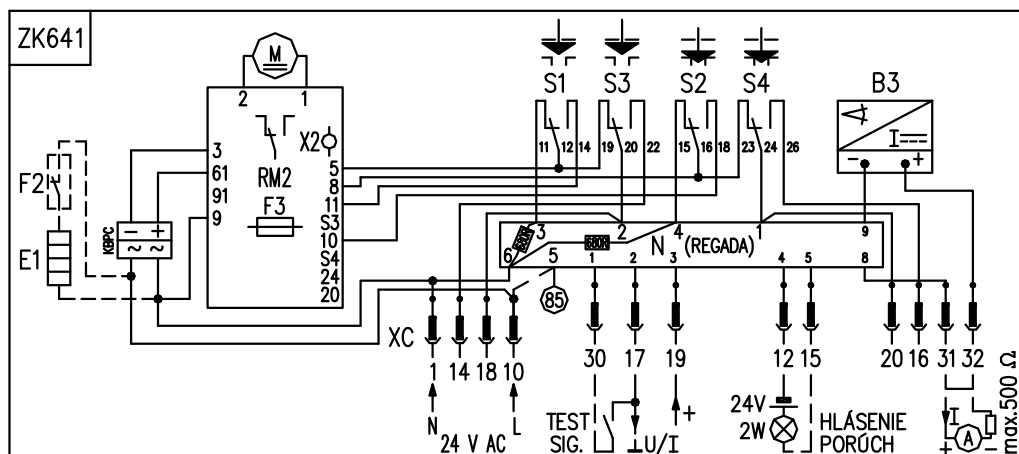 ZK641
M
2 1
S1 S3 S2 S4 B3
I
- +
3
61
91
9
X2
RM2
F3
5
8
11
S3
10
S4
24
20
11 12 14 19 20 22 15 16 18 23 24 26
F2
E1
KBPC
- +
~ ~
680R 3 2 680R 4 1 9
N (REGADA)
6 5 1 2 3 4 5 8
85
XC
1 14 18 10 30 17 19 12 15 20 16 31 32
N L
24 V AC
TEST
SIG.
U/I
+
24V
2W
HLÁSENIE
PORÚCH
I
A
+ -
max.500 Ω